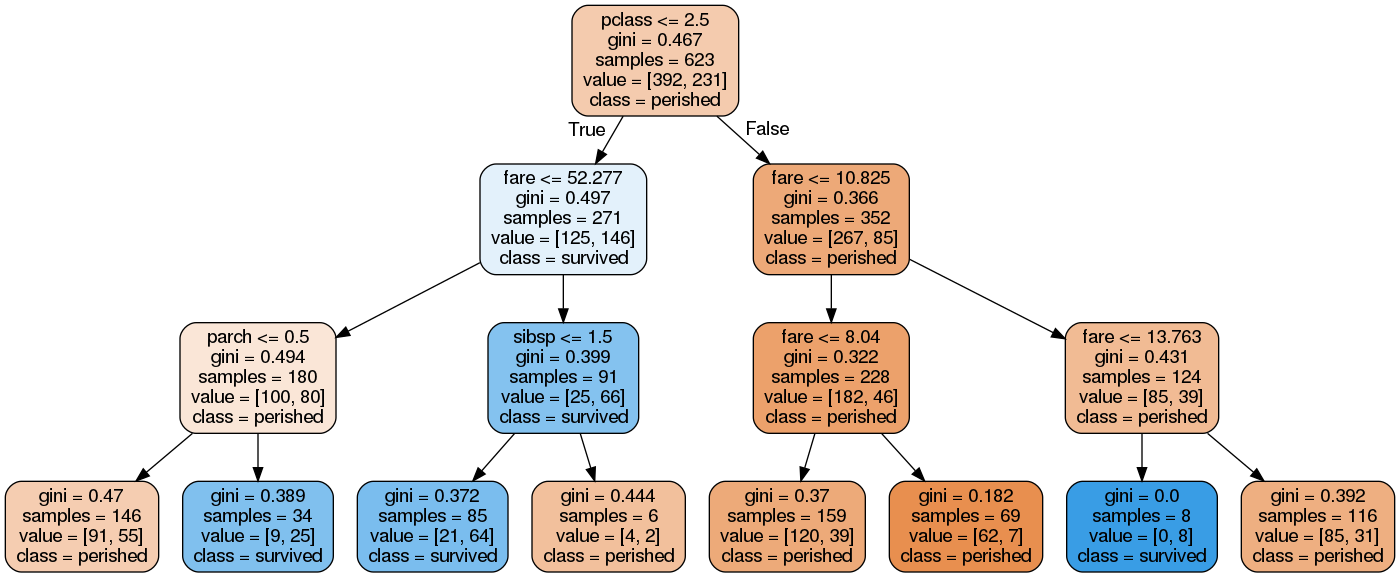 pclass <= 2.5
gini = 0.467
samples = 623
value = [392, 231]
class = perished
True
False
fare <= 52.277
gini = 0.497
samples = 271
value = [125, 146]
class = survived
fare <= 10.825
gini = 0.366
samples = 352
value = [267, 85]
class = perished
parch <= 0.5
gini = 0.494
samples = 180
value = [100, 80]
class = perished
sibsp <= 1.5
gini = 0.399
samples = 91
value = [25, 66]
class = survived
fare <= 8.04
gini = 0.322
samples = 228
value = [182, 46]
class = perished
fare <= 13.763
gini = 0.431
samples = 124
value = [85, 39]
class = perished
gini = 0.47
samples = 146
value = [91, 55]
class = perished
gini = 0.389
samples = 34
value = [9, 25]
class = survived
gini = 0.372
samples = 85
value = [21, 64]
class = survived
gini = 0.444
samples = 6
value = [4, 2]
class = perished
gini = 0.37
samples = 159
value = [120, 39]
class = perished
gini = 0.182
samples = 69
value = [62, 7]
class = perished
gini = 0.0
samples = 8
value = [0, 8]
class = survived
gini = 0.392
samples = 116
value = [85, 31]
class = perished